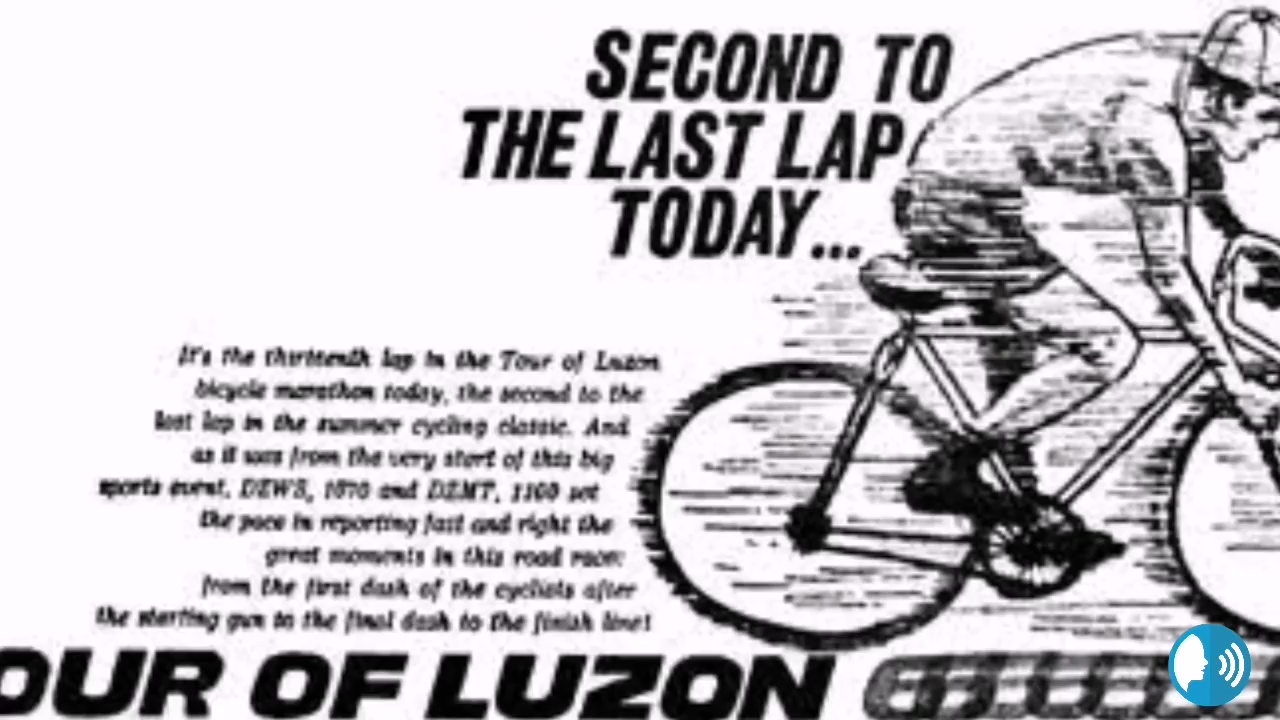 SECOND TO
THE LAST LAP
TODAY...
It's the thirteenth lap in the Tour of Luzon
bicycle marathon today, the second to the
last lap in the summer cycling classic. And
as it was from the very start of this big
sports event, DZWS, 1070 and DZMT, 1160 set
the pace in reporting fast and right the
great moments in this road race:
from the first dash of the cyclists after
the starting gun to the final dash to the finish line!
OUR OF LUZON